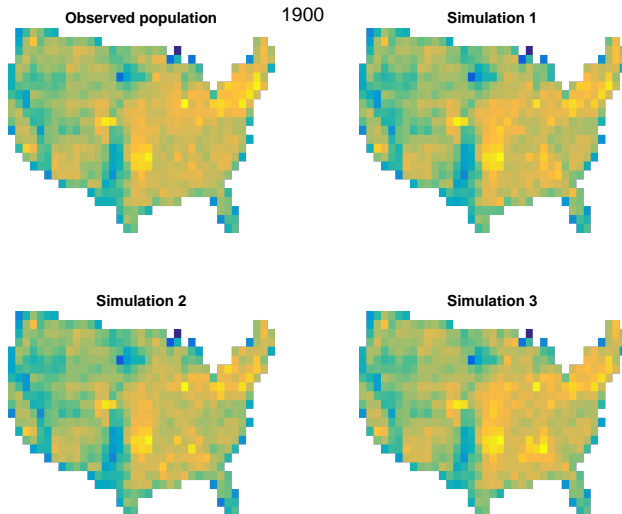 Observed population
1900
Simulation 1
Simulation 2
Simulation 3